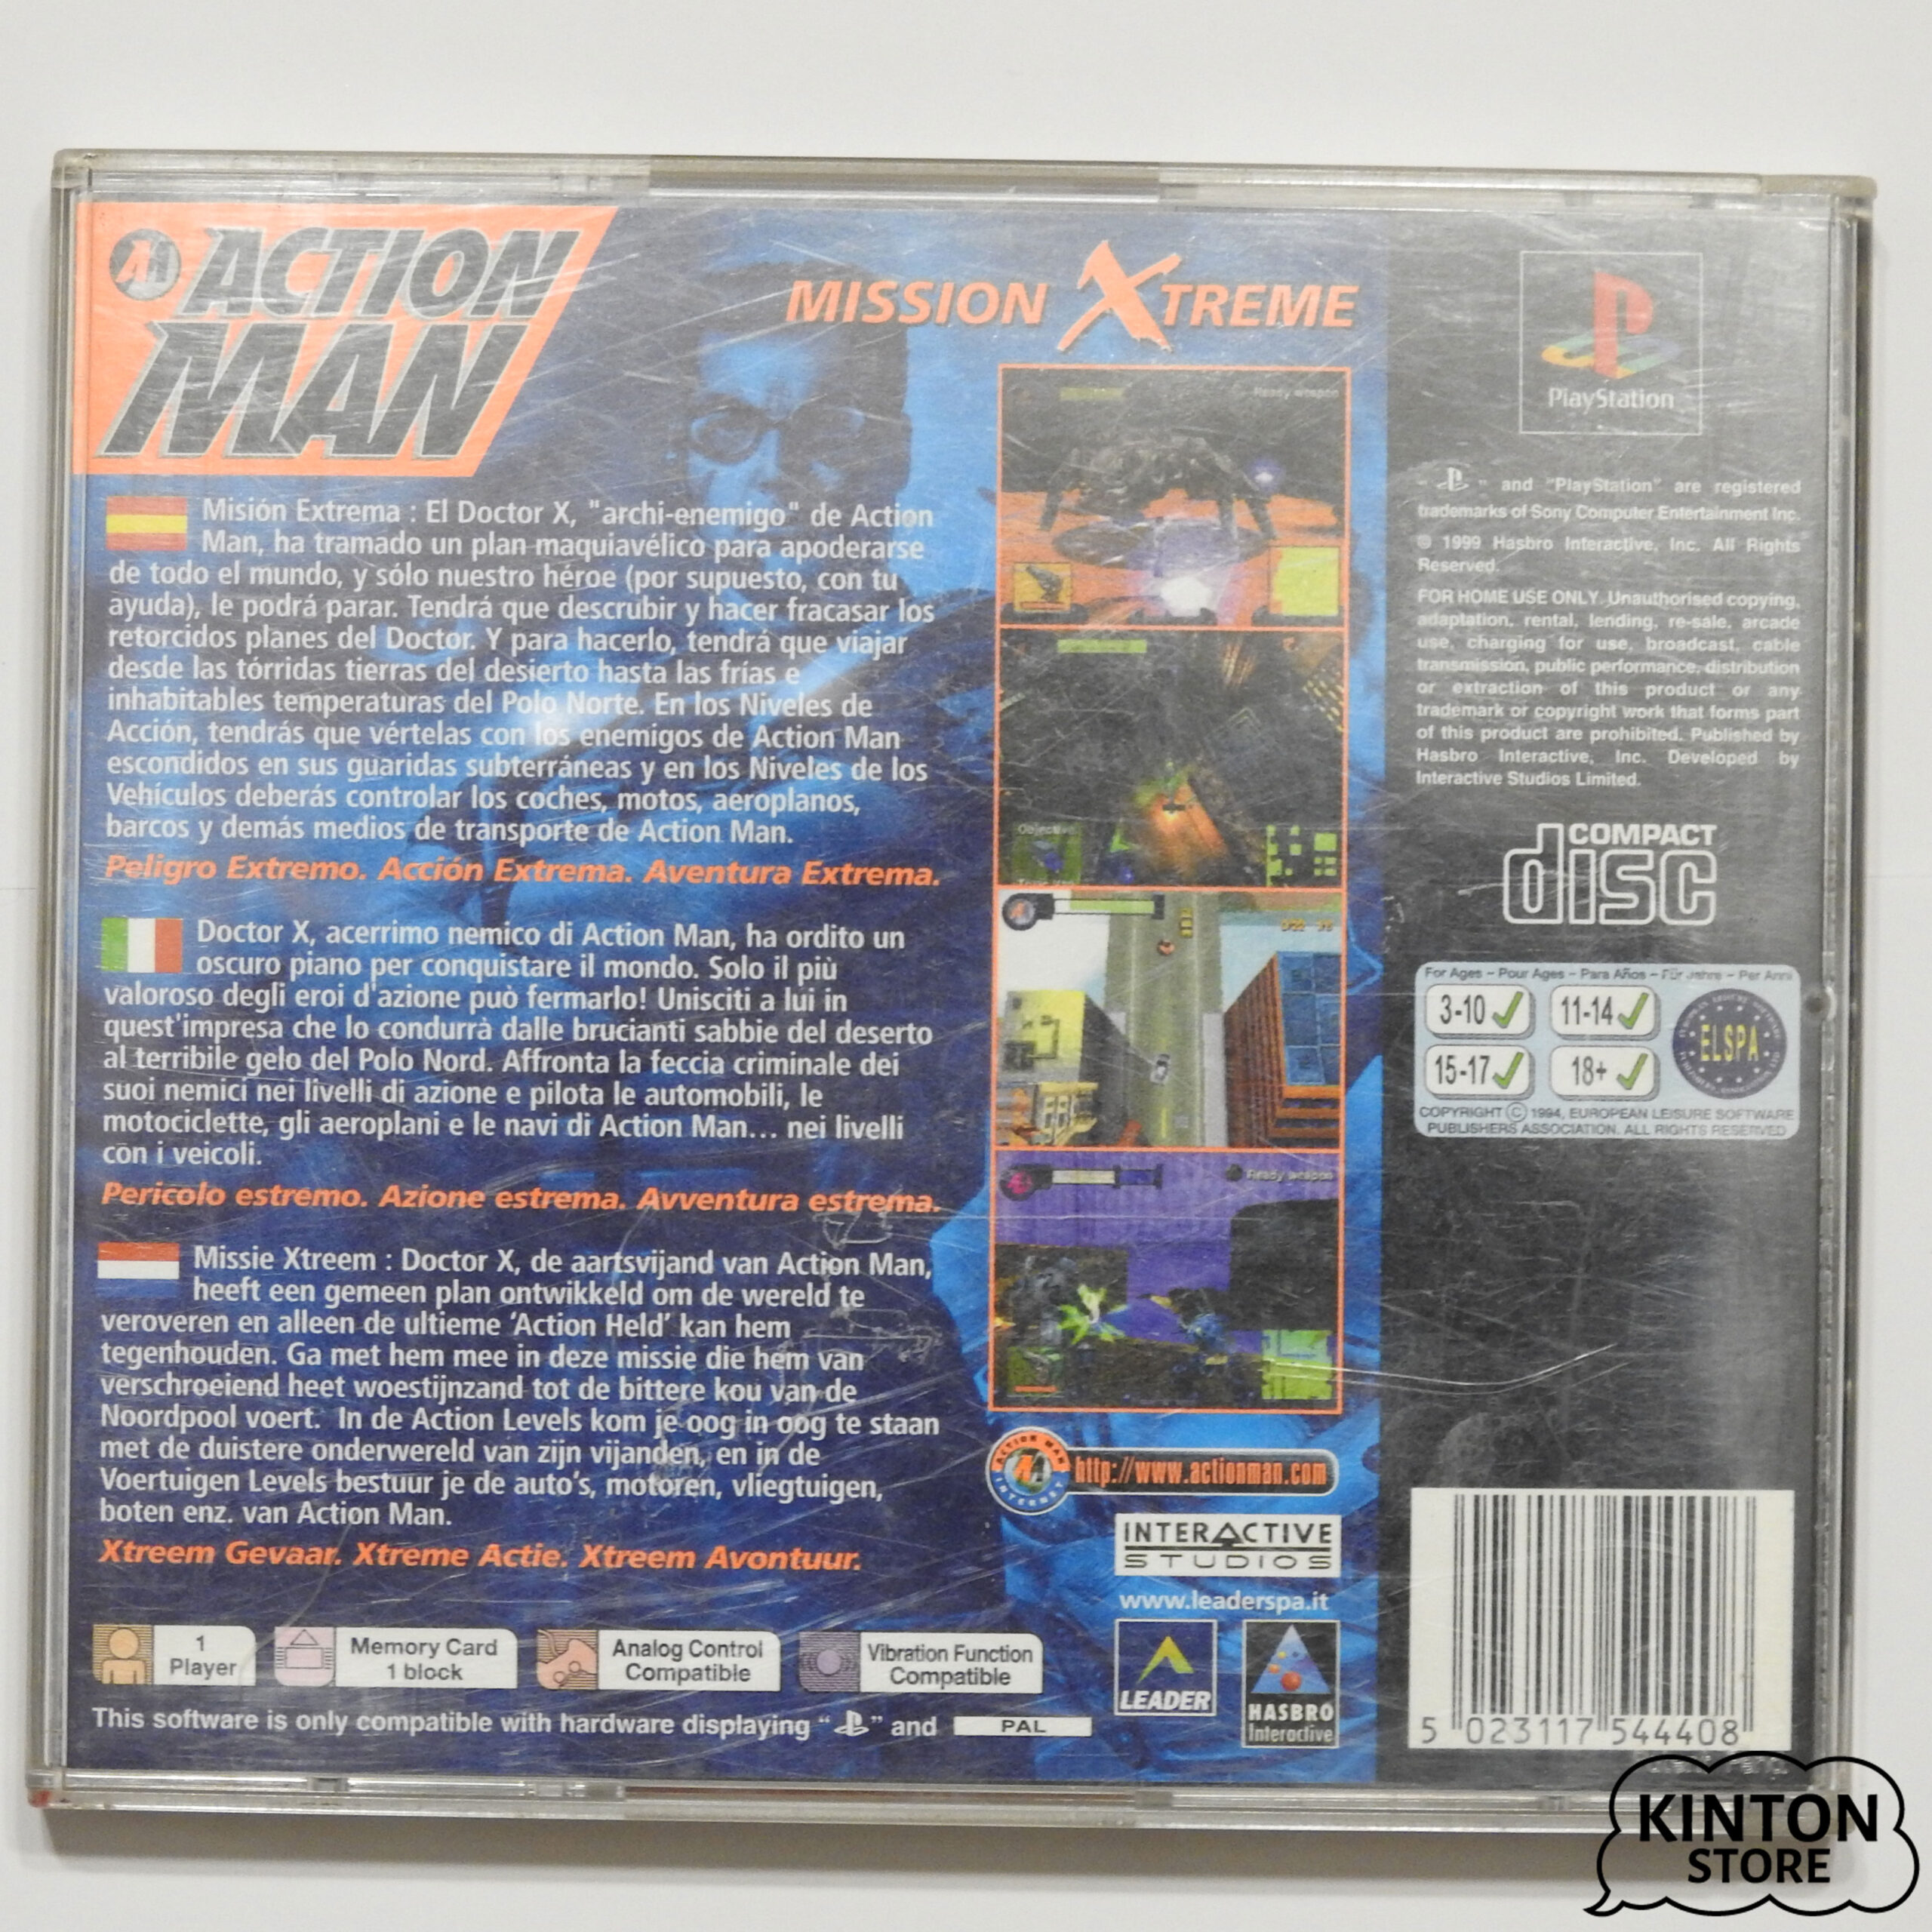 ACTION
MAN
MISSION XTREME
Misión Extrema : El Doctor X, "archi-enemigo" de Action
Man, ha tramado un plan maquiavélico para apoderarse
de todo el mundo, y sólo nuestro héroe (por supuesto, con tu
ayuda), le podrá parar. Tendrá que descrubir y hacer fracasar los
retorcidos planes del Doctor. Y para hacerlo, tendrá que viajar
desde las tórridas tierras del desierto hasta las frías e
inhabitables temperaturas del Polo Norte. En los Niveles de
Acción, tendrás que vértelas con los enemigos de Action Man
escondidos en sus guaridas subterráneas y en los Niveles de los
Vehículos deberás controlar los coches, motos, aeroplanos,
barcos y demás medios de transporte de Action Man.
Peligro Extremo. Acción Extrema. Aventura Extrema.
Doctor X, acerrimo nemico di Action Man, ha ordito un
oscuro piano per conquistare il mondo. Solo il più
valoroso degli eroi d'azione può fermarlo! Unisciti a lui in
quest'impresa che lo condurrà dalle brucianti sabbie del deserto
al terribile gelo del Polo Nord. Affronta la feccia criminale dei
suoi nemici nei livelli di azione e pilota le automobili, le
motociclette, gli aeroplani e le navi di Action Man... nei livelli
con i veicoli.
Pericolo estremo. Azione estrema. Avventura estrema.
Missie Xtreem : Doctor X, de aartsvijand van Action Man,
heeft een gemeen plan ontwikkeld om de wereld te
veroveren en alleen de ultieme ‘Action Held’ kan hem
tegenhouden. Ga met hem mee in deze missie die hem van
verschroeiend heet woestijnzand tot de bittere kou van de
Noordpool voert. In de Action Levels kom je oog in oog te staan
met de duistere onderwereld van zijn vijanden, en in de
Voertuigen Levels bestuur je de auto’s, motoren, vliegtuigen,
boten enz. van Action Man.
Xtreem Gevaar. Xtreme Actie. Xtreem Avontuur.
1
Player
Memory Card
1 block
Analog Control
Compatible
Vibration Function
Compatible
This software is only compatible with hardware displaying “ ” and PAL
Ready weapon
Objective
Ready weapon
ACTION MAN
INTERNET
http://www.actionman.com
INTERACTIVE
STUDIOS
www.leaderspa.it
LEADER
HASBRO
Interactive
PlayStation
“ ” and "PlayStation" are registered
trademarks of Sony Computer Entertainment Inc.
© 1999 Hasbro Interactive, Inc. All Rights
Reserved.
FOR HOME USE ONLY. Unauthorised copying,
adaptation, rental, lending, re-sale, arcade
use, charging for use, broadcast, cable
transmission, public performance, distribution
or extraction of this product or any
trademark or copyright work that forms part
of this product are prohibited. Published by
Hasbro Interactive, Inc. Developed by
Interactive Studios Limited.
COMPACT
disc
For Ages – Pour Ages – Para Años – Für Jahre – Per Anni
3-10 11-14
15-17 18+
ELSPA
COPYRIGHT © 1994, EUROPEAN LEISURE SOFTWARE
PUBLISHERS ASSOCIATION. ALL RIGHTS RESERVED
5 023117 544408
KINTON
STORE